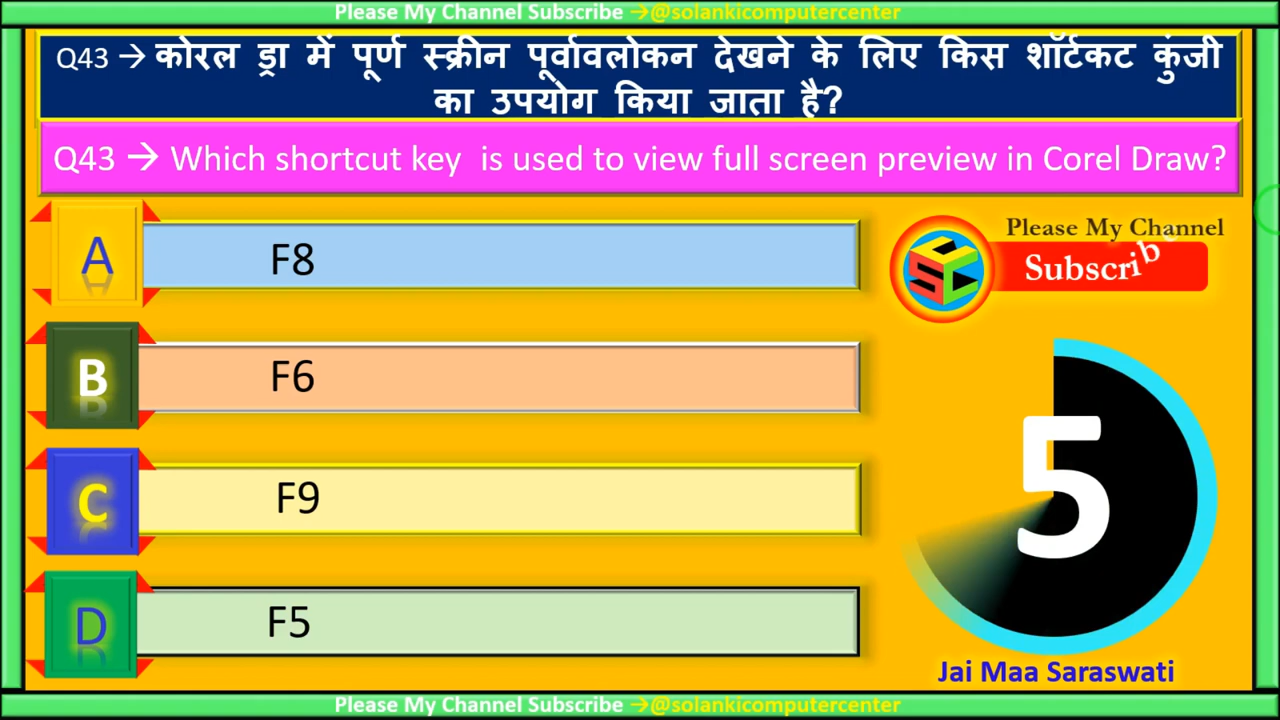 Please My Channel Subscribe →@solankicomputercenter
Q43 → कोरल ड्रा में पूर्ण स्क्रीन पूर्वावलोकन देखने के लिए किस शॉर्टकट कुंजी
का उपयोग किया जाता है?
Q43 → Which shortcut key is used to view full screen preview in Corel Draw?
A F8
Please My Channel
Subscribe
B F6
C F9
5
D F5
Jai Maa Saraswati
Please My Channel Subscribe →@solankicomputercenter